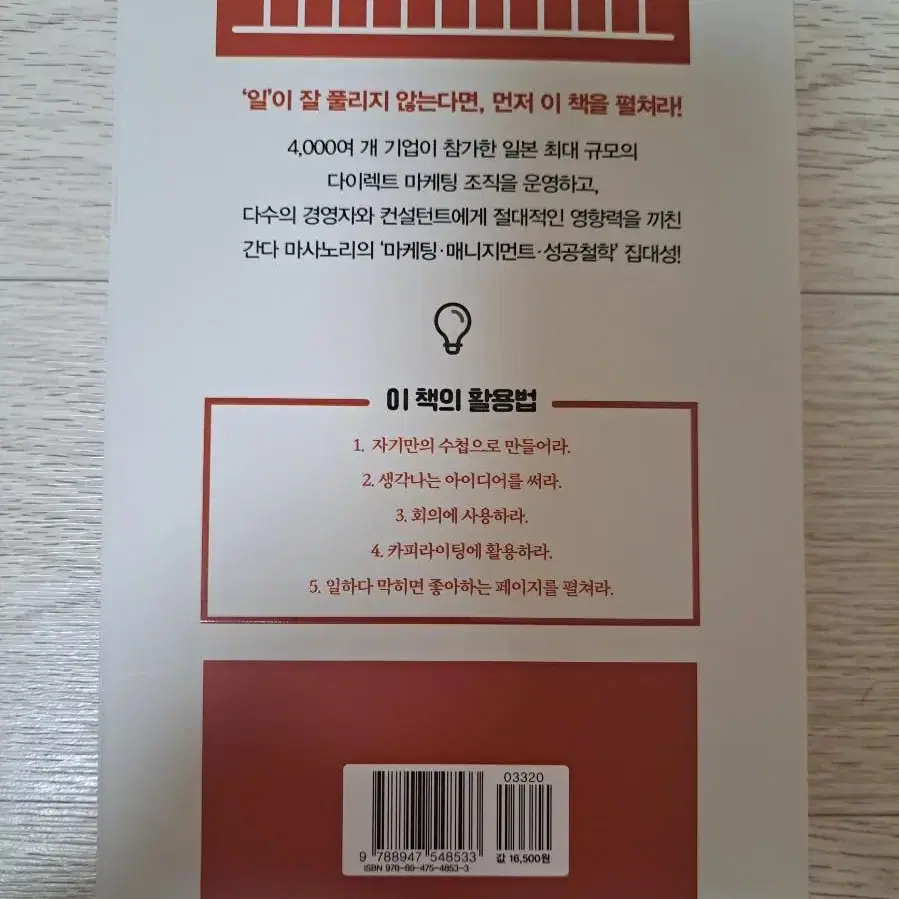 ‘일’이 잘 풀리지 않는다면, 먼저 이 책을 펼쳐라!
4,000여 개 기업이 참가한 일본 최대 규모의
다이렉트 마케팅 조직을 운영하고,
다수의 경영자와 컨설턴트에게 절대적인 영향력을 끼친
간다 마사노리의 ‘마케팅·매니지먼트·성공철학’ 집대성!
이 책의 활용법
1. 자기만의 수첩으로 만들어라.
2. 생각나는 아이디어를 써라.
3. 회의에 사용하라.
4. 카피라이팅에 활용하라.
5. 일하다 막히면 좋아하는 페이지를 펼쳐라.
03320
9 788947 548533
값 16,500원
ISBN 978-89-475-4853-3